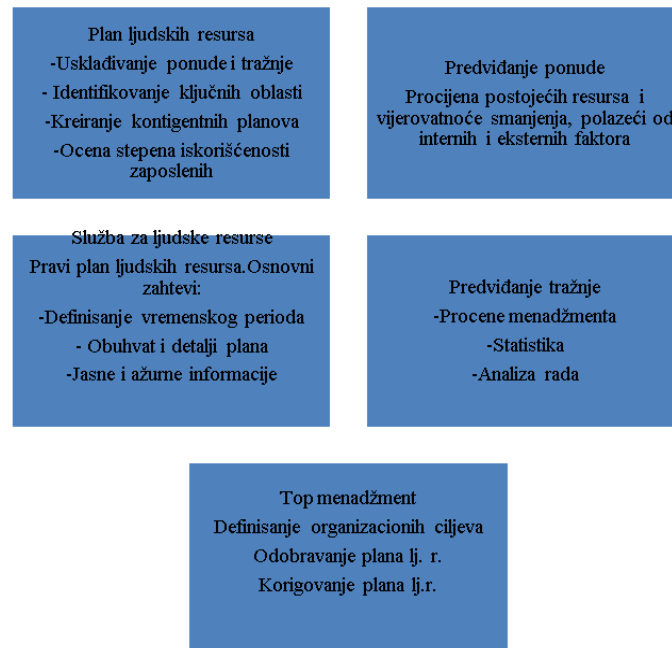 Plan ljudskih resursa
-Usklađivanje ponude i tražnje
- Identifikovanje ključnih oblasti
-Kreiranje kontigentnih planova
-Ocena stepena iskorišćenosti
zaposlenih
Predviđanje ponude
Procijena postojećih resursa i
vijerovatnoće smanjenja, polazeći od
internih i eksternih faktora
Služba za ljudske resurse
Pravi plan ljudskih resursa.Osnovni
zahtevi:
-Definisanje vremenskog perioda
- Obuhvat i detalji plana
-Jasne i ažurne informacije
Predviđanje tražnje
-Procene menadžmenta
-Statistika
-Analiza rada
Top menadžment
Definisanje organizacionih ciljeva
Odobravanje plana lj. r.
Korigovanje plana lj.r.